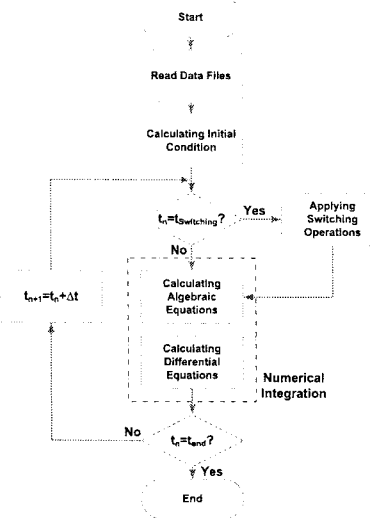 Start
Read Data Files
Calculating Initial
Condition
tn=tSwitching?
Yes
Applying
Switching
Operations
No
Calculating
Algebraic
Equations
tn+1=tn+Δt
Calculating
Differential
Equations
Numerical
Integration
No
tn=tend?
Yes
End